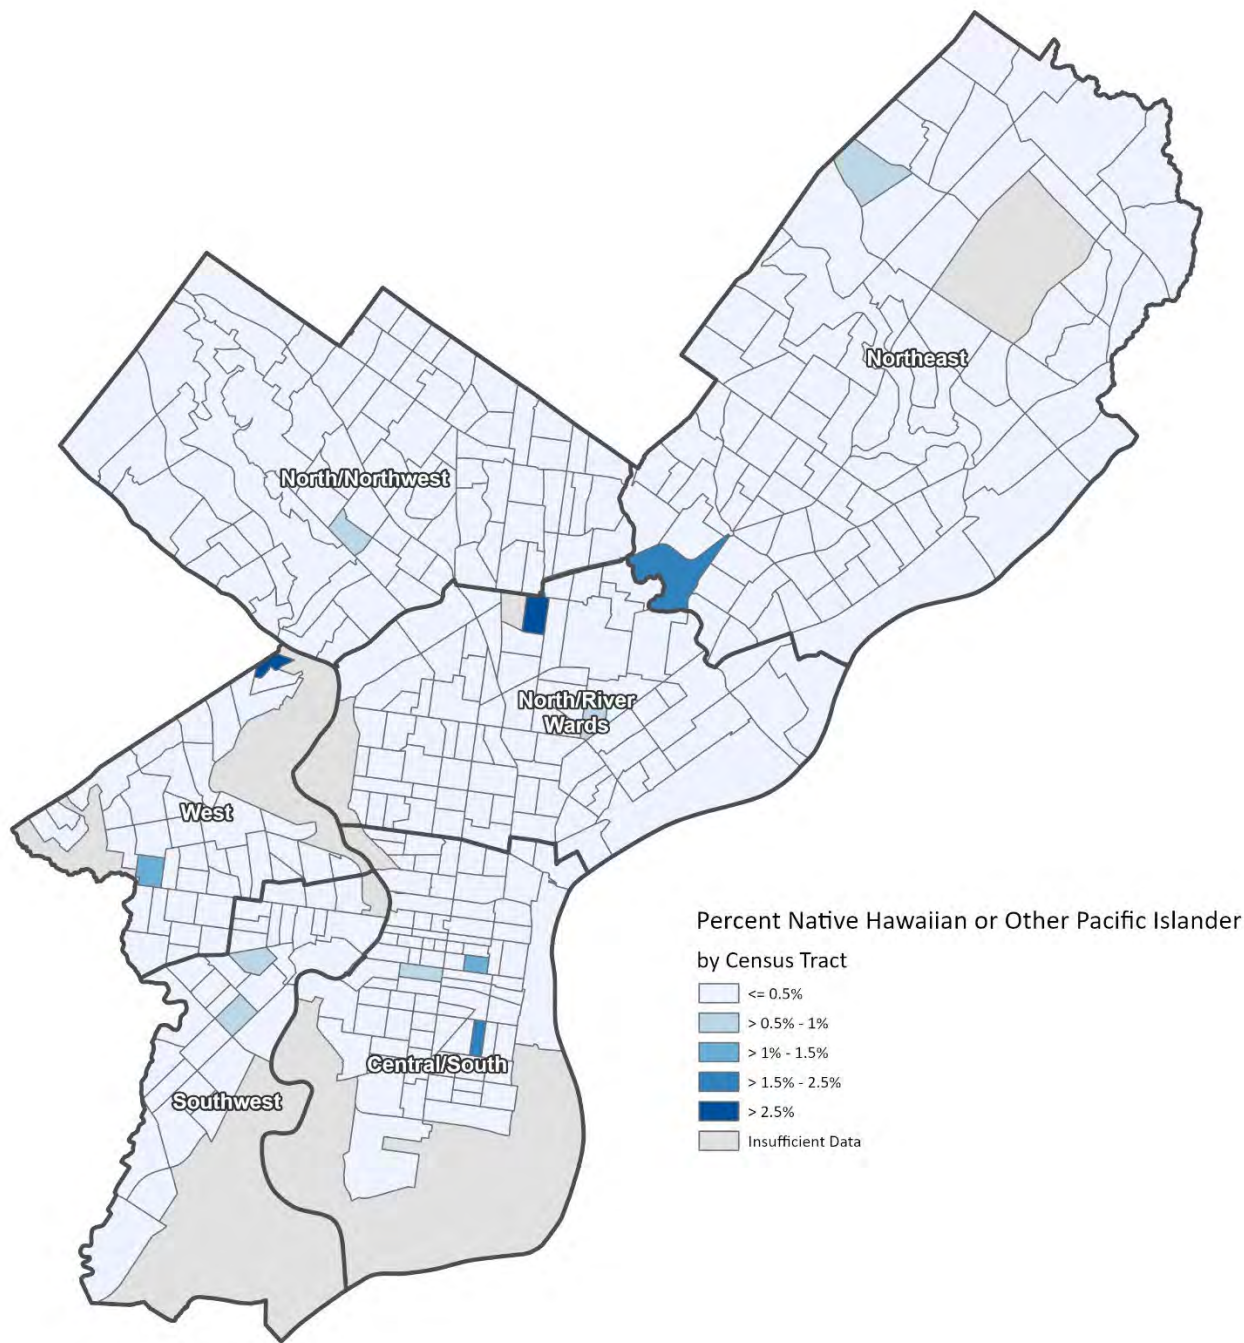 Northeast
North/Northwest
North/River
Wards
West
Central/South
Southwest
Percent Native Hawaiian or Other Pacific Islander
by Census Tract
<= 0.5%
> 0.5% - 1%
> 1% - 1.5%
> 1.5% - 2.5%
> 2.5%
Insufficient Data